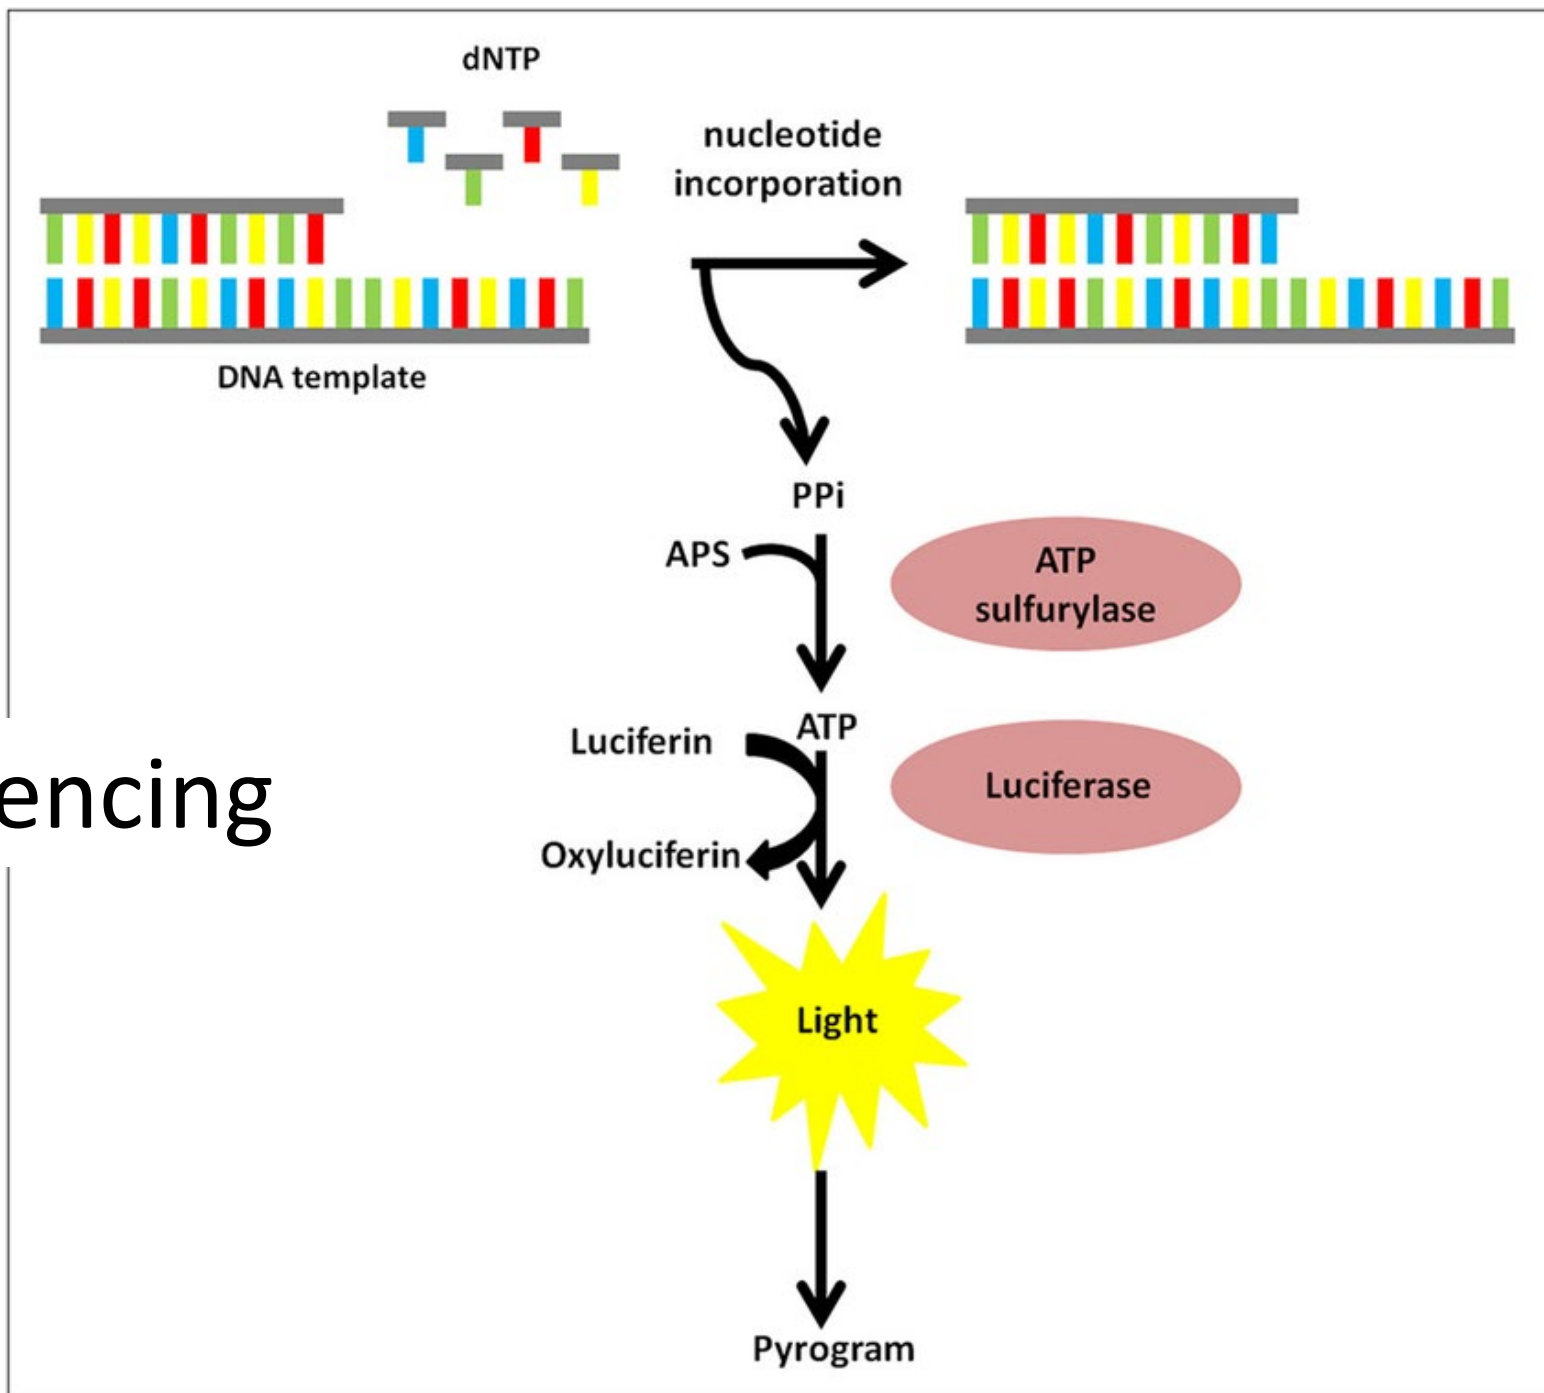 dNTP
nucleotide
incorporation
DNA template
PPi
APS
ATP
sulfurylase
ATP
Luciferin
Luciferase
encing
Oxyluciferin
Light
Pyrogram